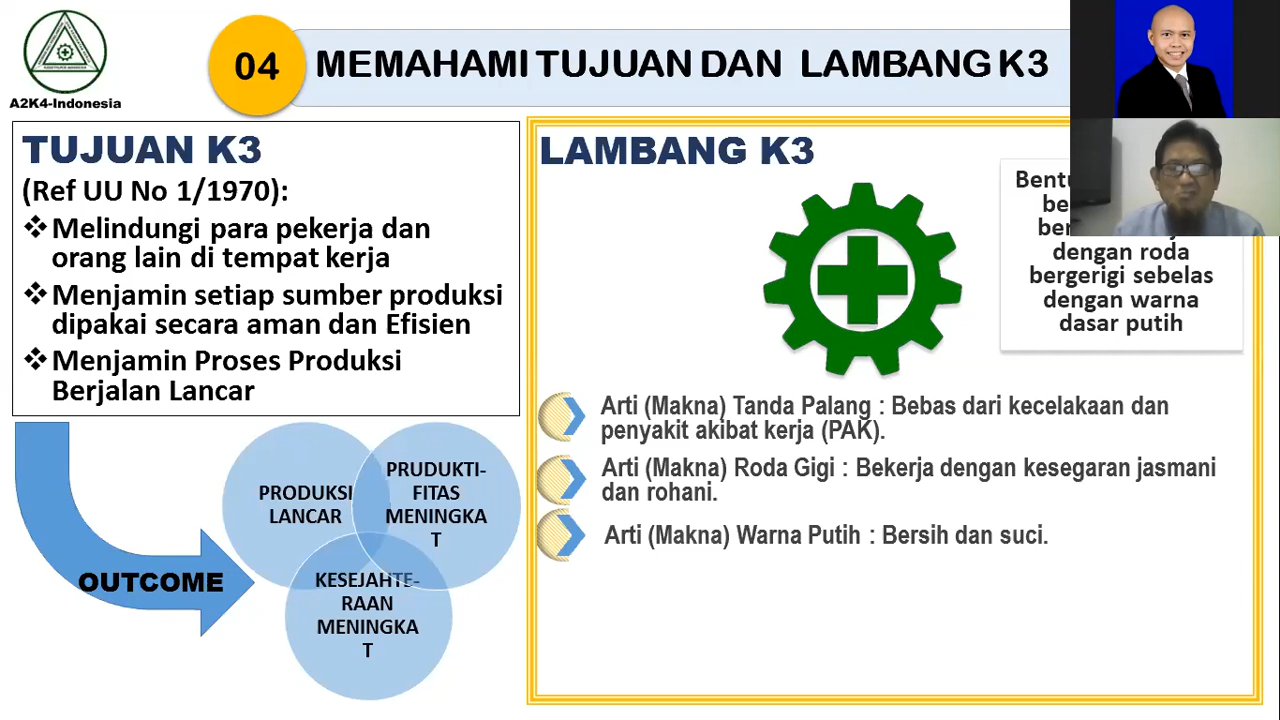 A2K4-Indonesia
04
MEMAHAMI TUJUAN DAN LAMBANG K3
TUJUAN K3
(Ref UU No 1/1970):
❖ Melindungi para pekerja dan
orang lain di tempat kerja
❖ Menjamin setiap sumber produksi
dipakai secara aman dan Efisien
❖ Menjamin Proses Produksi
Berjalan Lancar
OUTCOME
PRODUKSI
LANCAR
PRUDUKTI-
FITAS
MENINGKA
T
KESEJAHTE-
RAAN
MENINGKA
T
LAMBANG K3
dengan roda
bergerigi sebelas
dengan warna
dasar putih
Arti (Makna) Tanda Palang : Bebas dari kecelakaan dan
penyakit akibat kerja (PAK).
Arti (Makna) Roda Gigi : Bekerja dengan kesegaran jasmani
dan rohani.
Arti (Makna) Warna Putih : Bersih dan suci.